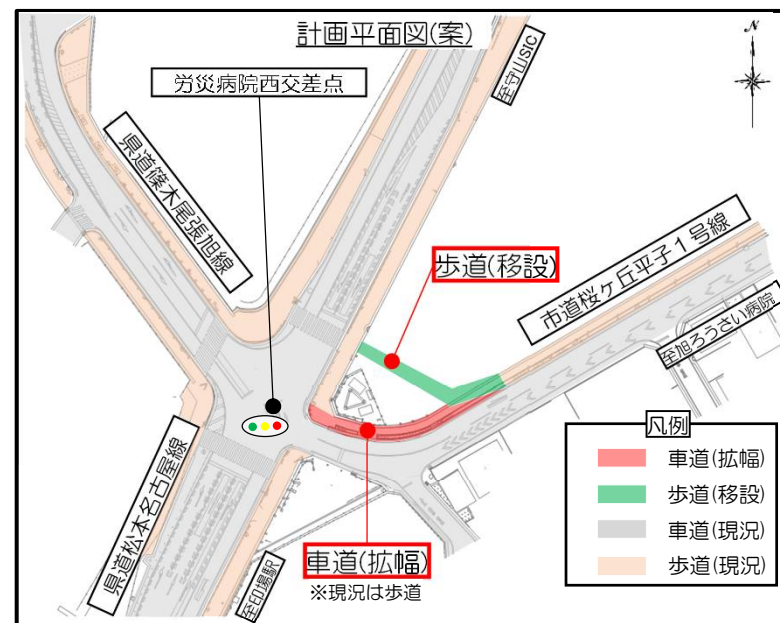 計画平面図(案)
N
労災病院西交差点
至守山SIC
県道篠木尾張旭線
歩道(移設)
市道桜ヶ丘平子1号線
至旭ろうさい病院
県道松本名古屋線
至印場駅
車道(拡幅)
※現況は歩道
凡例
車道(拡幅)
歩道(移設)
車道(現況)
歩道(現況)